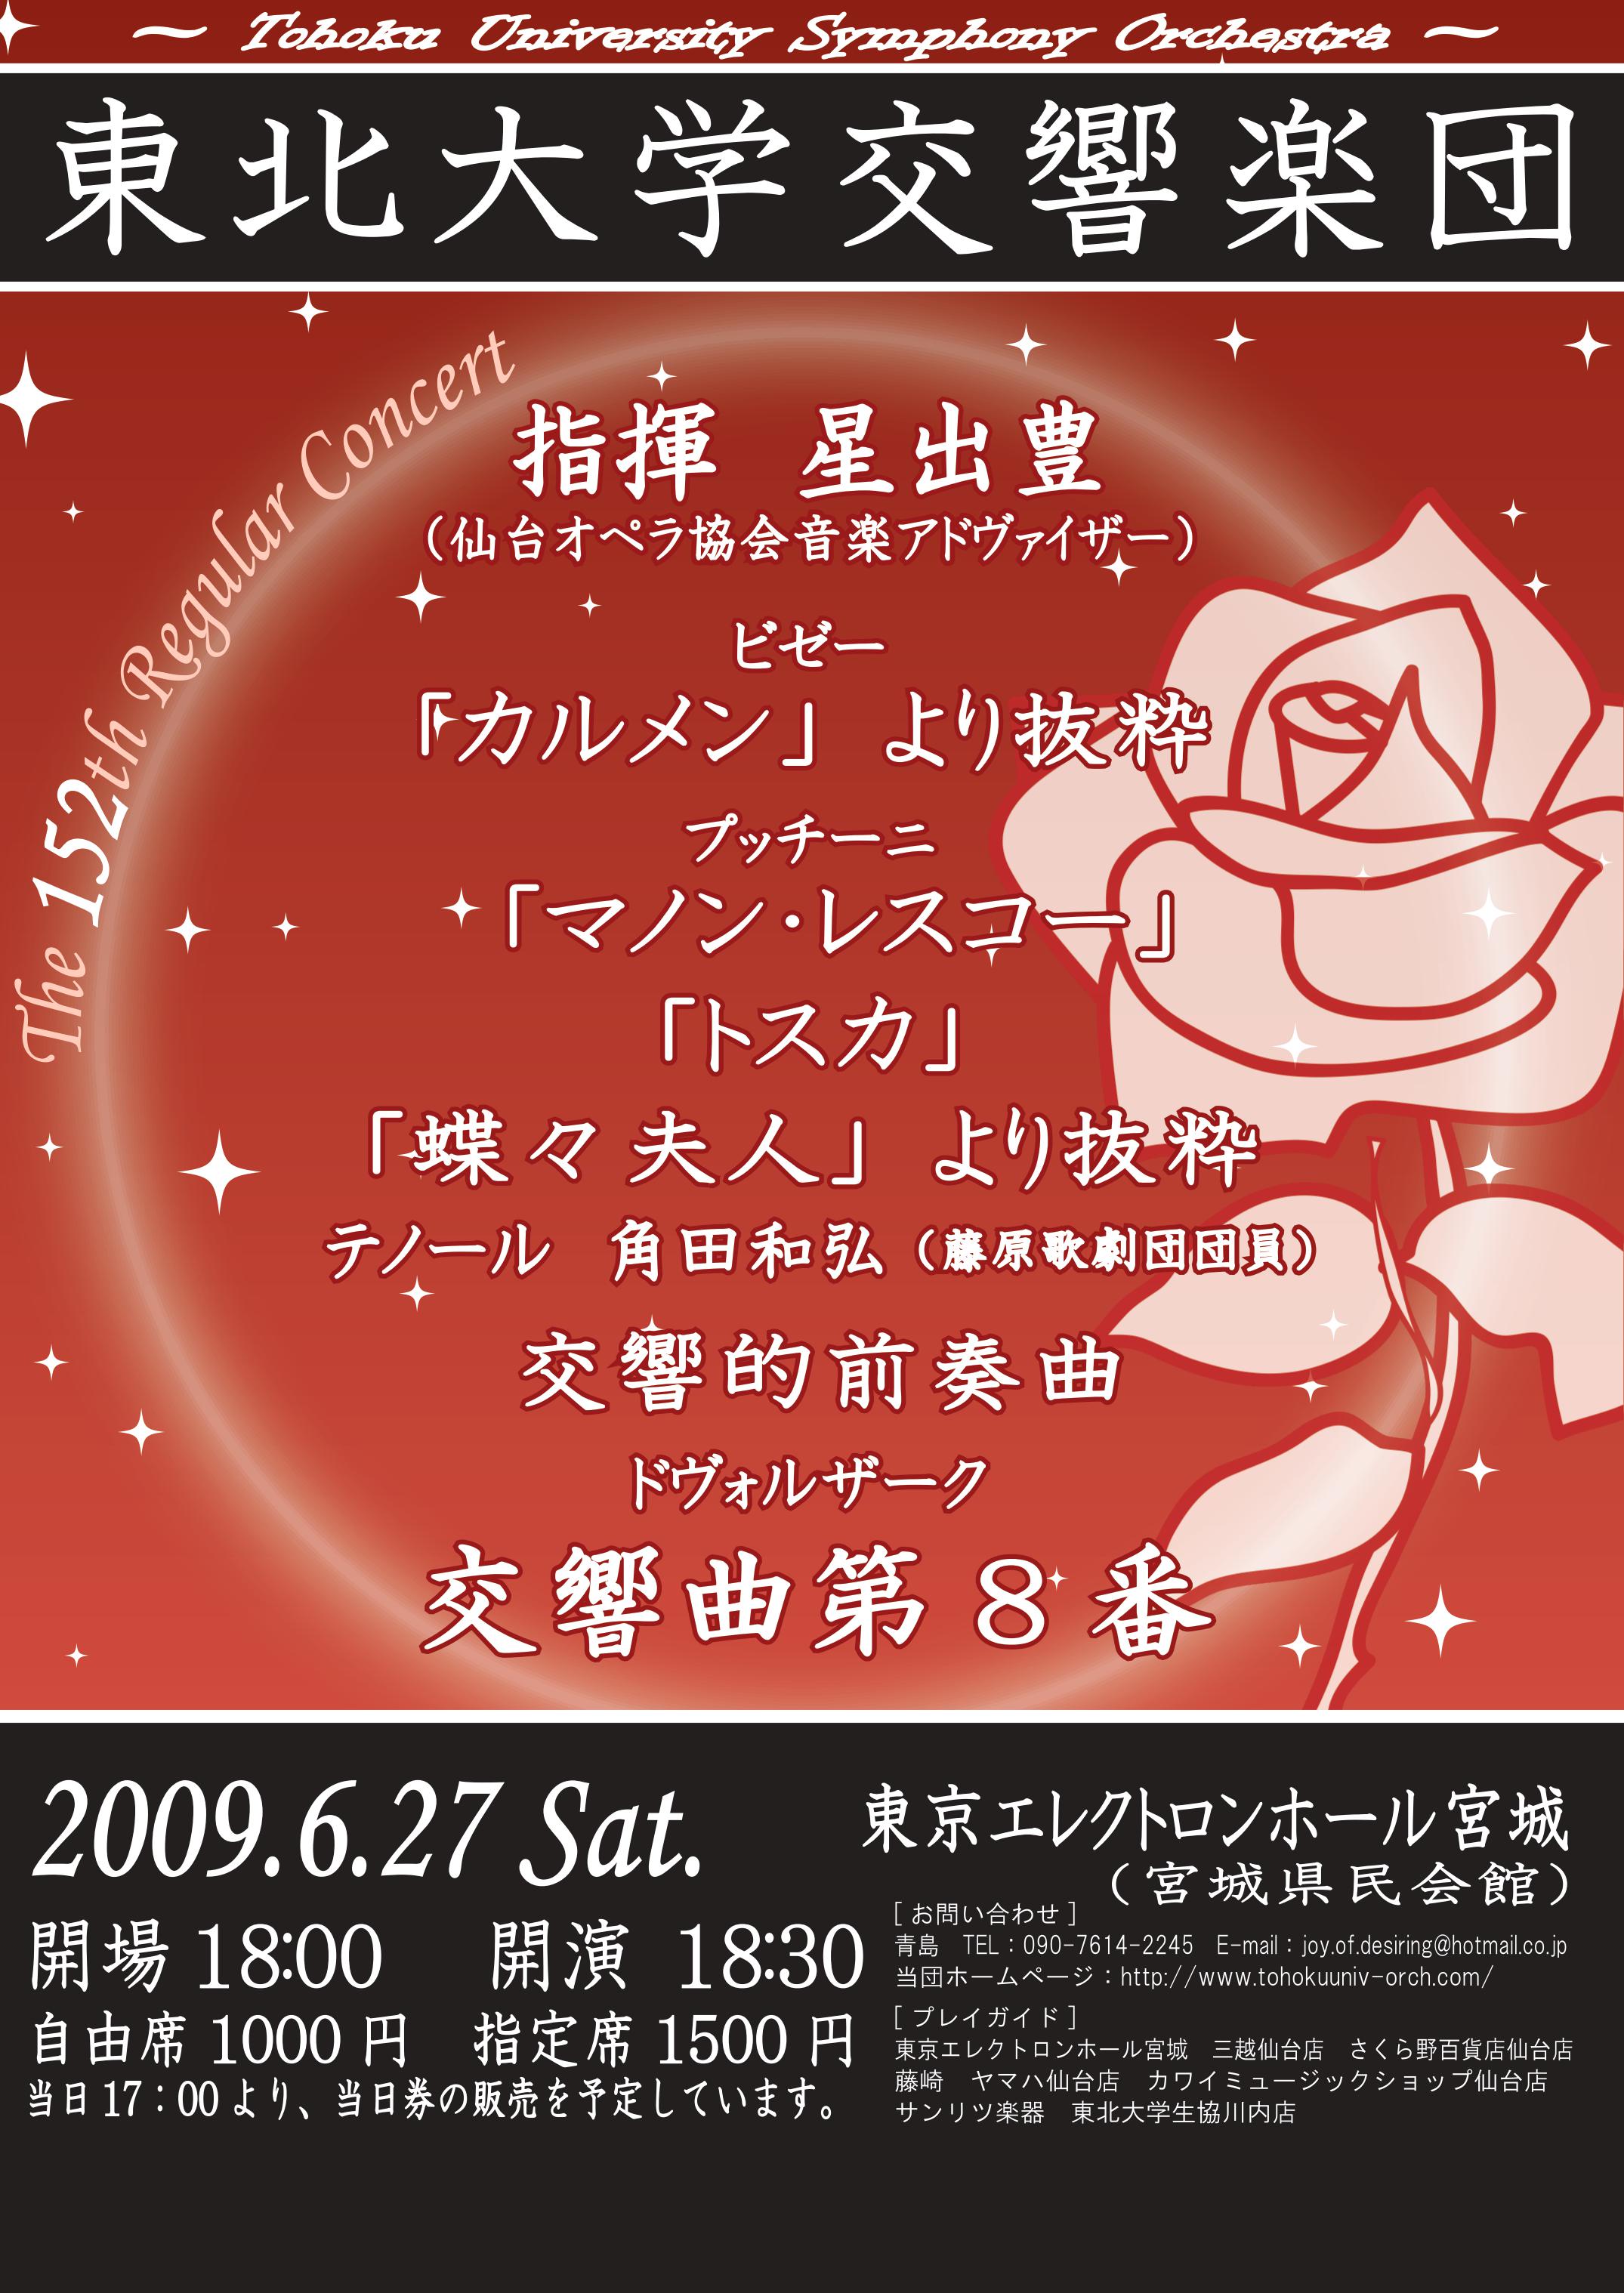 ～ Tohoku University Symphony Orchestra ～
東北大学交響楽団
The 152th Regular Concert
指揮　星出豊
（仙台オペラ協会音楽アドヴァイザー）
ビゼー
「カルメン」より抜粋
プッチーニ
「マノン・レスコー」
「トスカ」
「蝶々夫人」より抜粋
テノール　角田和弘（藤原歌劇団団員）
交響的前奏曲
ドヴォルザーク
交響曲第８番
2009.6.27 Sat.
開場 18:00　開演 18:30
自由席 1000 円　指定席 1500 円
当日 17：00 より、当日券の販売を予定しています。
東京エレクトロンホール宮城
（宮城県民会館）
[ お問い合わせ ]
青島　TEL：090-7614-2245　E-mail：joy.of.desiring@hotmail.co.jp
当団ホームページ：http://www.tohokuuniv-orch.com/
[ プレイガイド ]
東京エレクトロンホール宮城　三越仙台店　さくら野百貨店仙台店
藤崎　ヤマハ仙台店　カワイミュージックショップ仙台店
サンリツ楽器　東北大学生協川内店